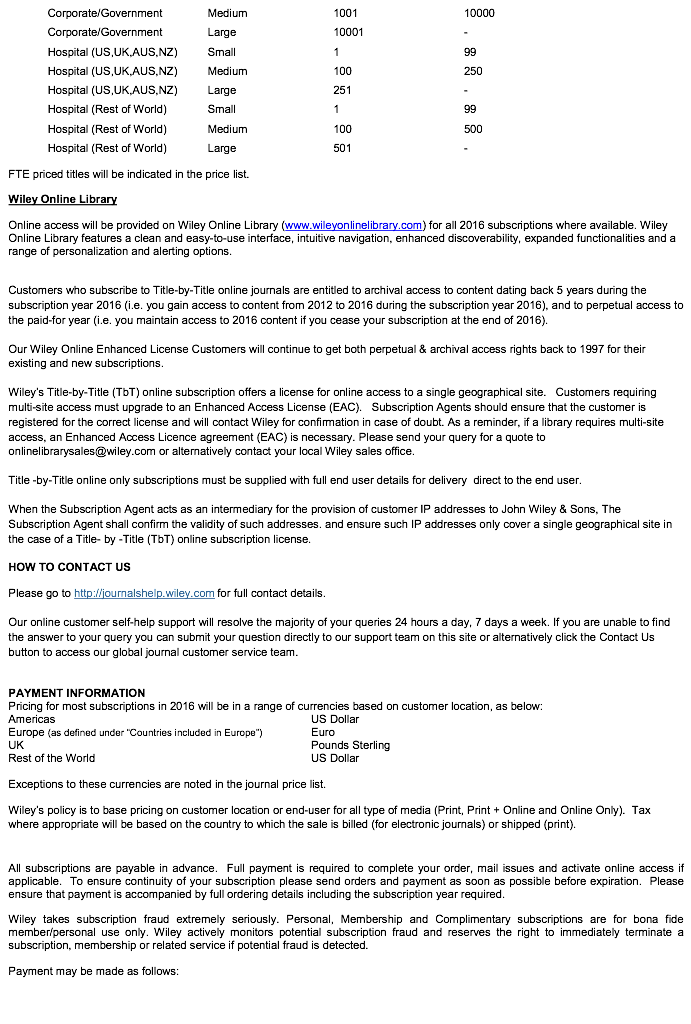 Corporate/Government Medium 1001 10000
Corporate/Government Large 10001 -
Hospital (US,UK,AUS,NZ) Small 1 99
Hospital (US,UK,AUS,NZ) Medium 100 250
Hospital (US,UK,AUS,NZ) Large 251 -
Hospital (Rest of World) Small 1 99
Hospital (Rest of World) Medium 100 500
Hospital (Rest of World) Large 501 -
FTE priced titles will be indicated in the price list.
Wiley Online Library
Online access will be provided on Wiley Online Library (www.wileyonlinelibrary.com) for all 2016 subscriptions where available. Wiley
Online Library features a clean and easy-to-use interface, intuitive navigation, enhanced discoverability, expanded functionalities and a
range of personalization and alerting options.
Customers who subscribe to Title-by-Title online journals are entitled to archival access to content dating back 5 years during the
subscription year 2016 (i.e. you gain access to content from 2012 to 2016 during the subscription year 2016), and to perpetual access to
the paid-for year (i.e. you maintain access to 2016 content if you cease your subscription at the end of 2016).
Our Wiley Online Enhanced License Customers will continue to get both perpetual & archival access rights back to 1997 for their
existing and new subscriptions.
Wiley's Title-by-Title (TbT) online subscription offers a license for online access to a single geographical site. Customers requiring
multi-site access must upgrade to an Enhanced Access License (EAC). Subscription Agents should ensure that the customer is
registered for the correct license and will contact Wiley for confirmation in case of doubt. As a reminder, if a library requires multi-site
access, an Enhanced Access Licence agreement (EAC) is necessary. Please send your query for a quote to
onlinelibrarysales@wiley.com or alternatively contact your local Wiley sales office.
Title -by-Title online only subscriptions must be supplied with full end user details for delivery direct to the end user.
When the Subscription Agent acts as an intermediary for the provision of customer IP addresses to John Wiley & Sons, The
Subscription Agent shall confirm the validity of such addresses. and ensure such IP addresses only cover a single geographical site in
the case of a Title- by -Title (TbT) online subscription license.
HOW TO CONTACT US
Please go to http://journalshelp.wiley.com for full contact details.
Our online customer self-help support will resolve the majority of your queries 24 hours a day, 7 days a week. If you are unable to find
the answer to your query you can submit your question directly to our support team on this site or alternatively click the Contact Us
button to access our global journal customer service team.
PAYMENT INFORMATION
Pricing for most subscriptions in 2016 will be in a range of currencies based on customer location, as below:
Americas US Dollar
Europe (as defined under "Countries included in Europe") Euro
UK Pounds Sterling
Rest of the World US Dollar
Exceptions to these currencies are noted in the journal price list.
Wiley's policy is to base pricing on customer location or end-user for all type of media (Print, Print + Online and Online Only). Tax
where appropriate will be based on the country to which the sale is billed (for electronic journals) or shipped (print).
All subscriptions are payable in advance. Full payment is required to complete your order, mail issues and activate online access if
applicable. To ensure continuity of your subscription please send orders and payment as soon as possible before expiration. Please
ensure that payment is accompanied by full ordering details including the subscription year required.
Wiley takes subscription fraud extremely seriously. Personal, Membership and Complimentary subscriptions are for bona fide
member/personal use only. Wiley actively monitors potential subscription fraud and reserves the right to immediately terminate a
subscription, membership or related service if potential fraud is detected.
Payment may be made as follows: